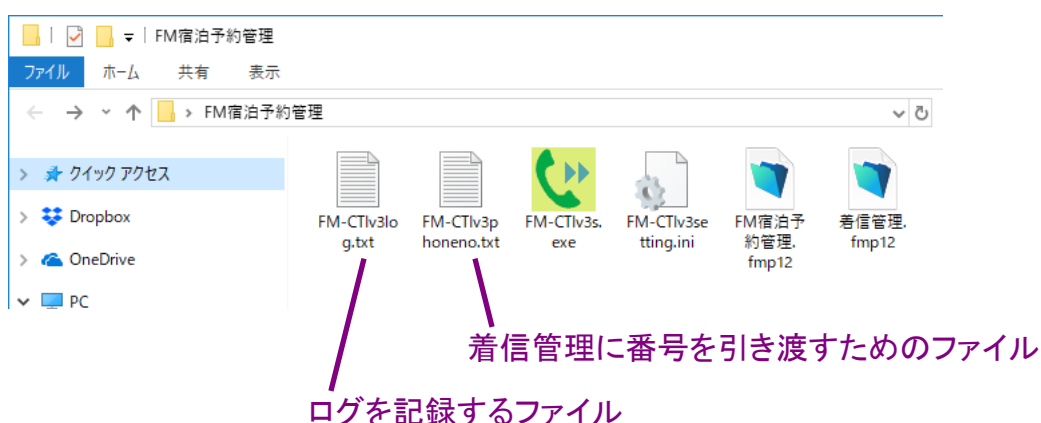 FM宿泊予約管理
ファイル ホーム 共有 表示
FM宿泊予約管理
クイック アクセス
Dropbox
OneDrive
PC
FM-CTIv3lo
g.txt
FM-CTIv3p
honeno.txt
FM-CTIv3s.
exe
FM-CTIv3se
tting.ini
FM宿泊予
約管理.
fmp12
着信管理.
fmp12
着信管理に番号を引き渡すためのファイル
ログを記録するファイル